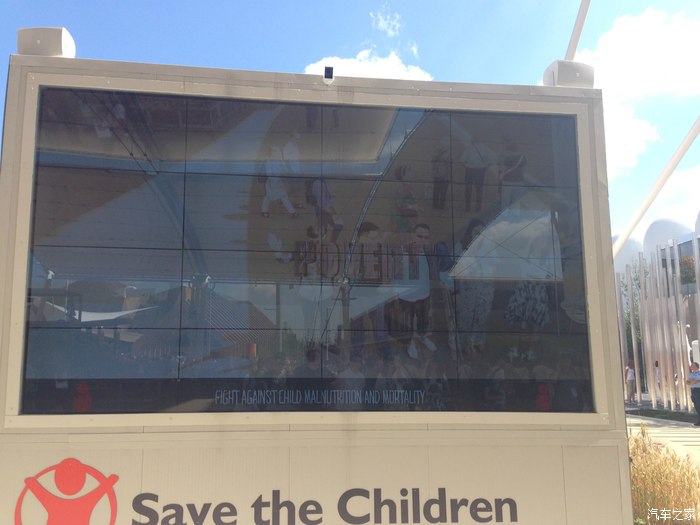 #POVERTY
FIGHT AGAINST CHILD MALNUTRITION AND MORTALITY
Save the Children
汽车之家